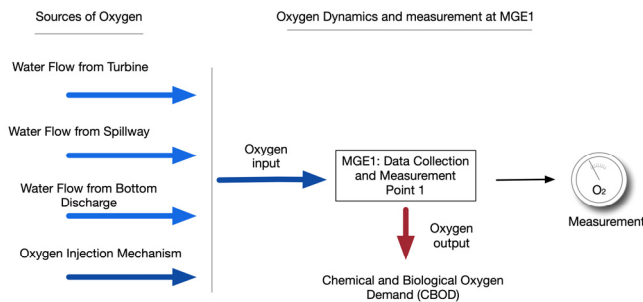 Sources of Oxygen
Oxygen Dynamics and measurement at MGE1
Water Flow from Turbine
Water Flow from Spillway
Water Flow from Bottom
Discharge
Oxygen Injection Mechanism
Oxygen
input
MGE1: Data Collection
and Measurement
Point 1
O₂
Measurement
Oxygen
output
Chemical and Biological Oxygen
Demand (CBOD)